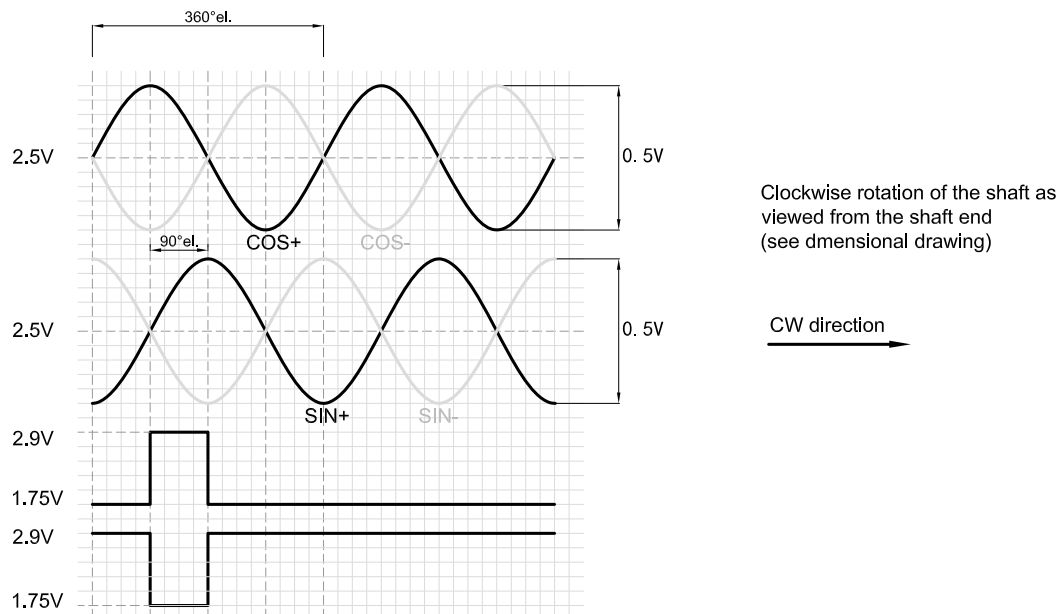 360°el.
2.5V
0. 5V
COS+
COS-
90°el.
2.5V
0. 5V
SIN+
SIN-
2.9V
1.75V
2.9V
1.75V
Clockwise rotation of the shaft as
viewed from the shaft end
(see dmensional drawing)
CW direction